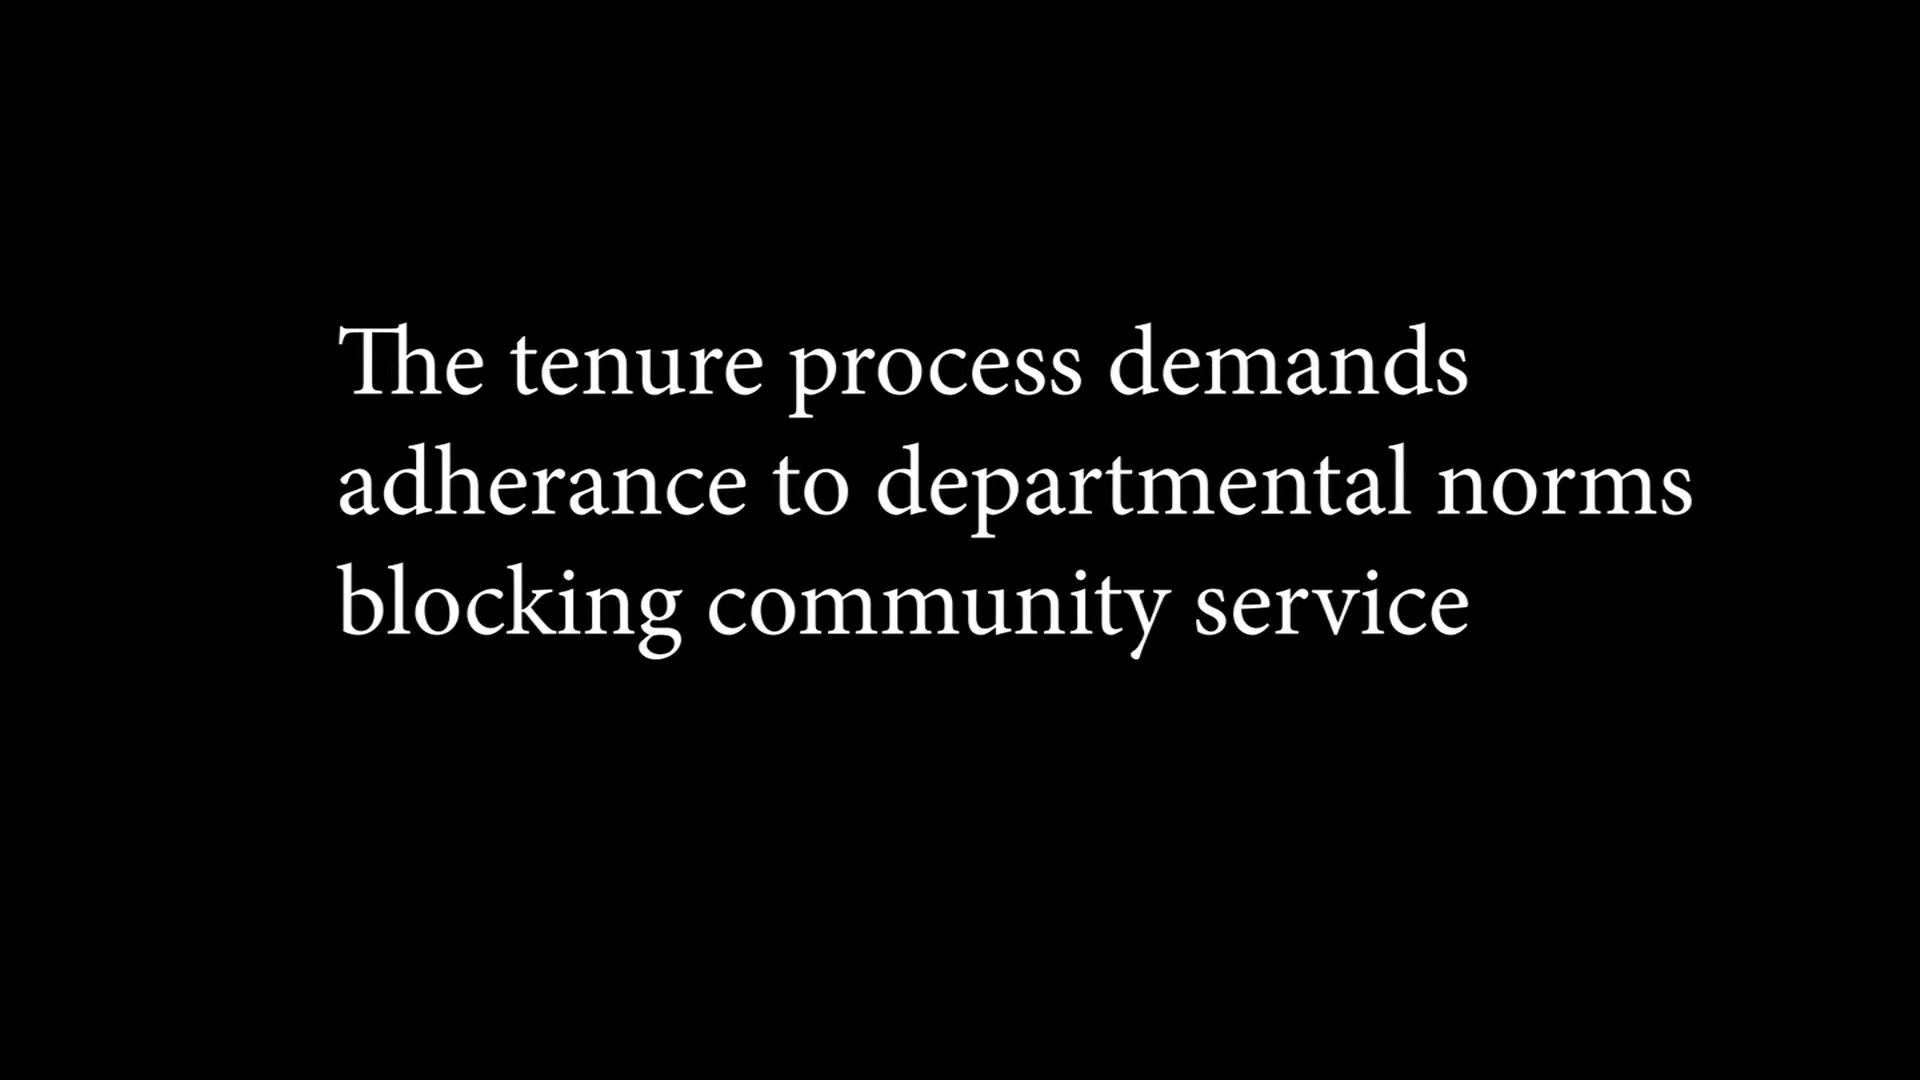 The tenure process demands
adherance to departmental norms
blocking community service